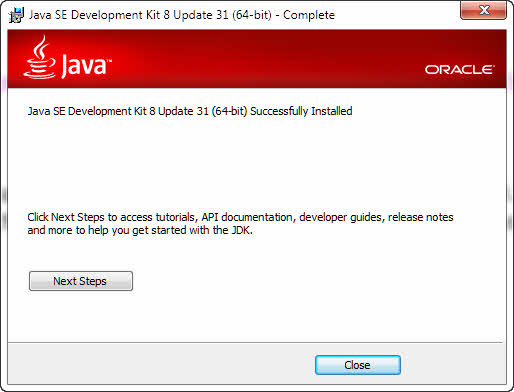 Java SE Development Kit 8 Update 31 (64-bit) - Complete
Java™
ORACLE®
Java SE Development Kit 8 Update 31 (64-bit) Successfully Installed
Click Next Steps to access tutorials, API documentation, developer guides, release notes
and more to help you get started with the JDK.
Next Steps
Close